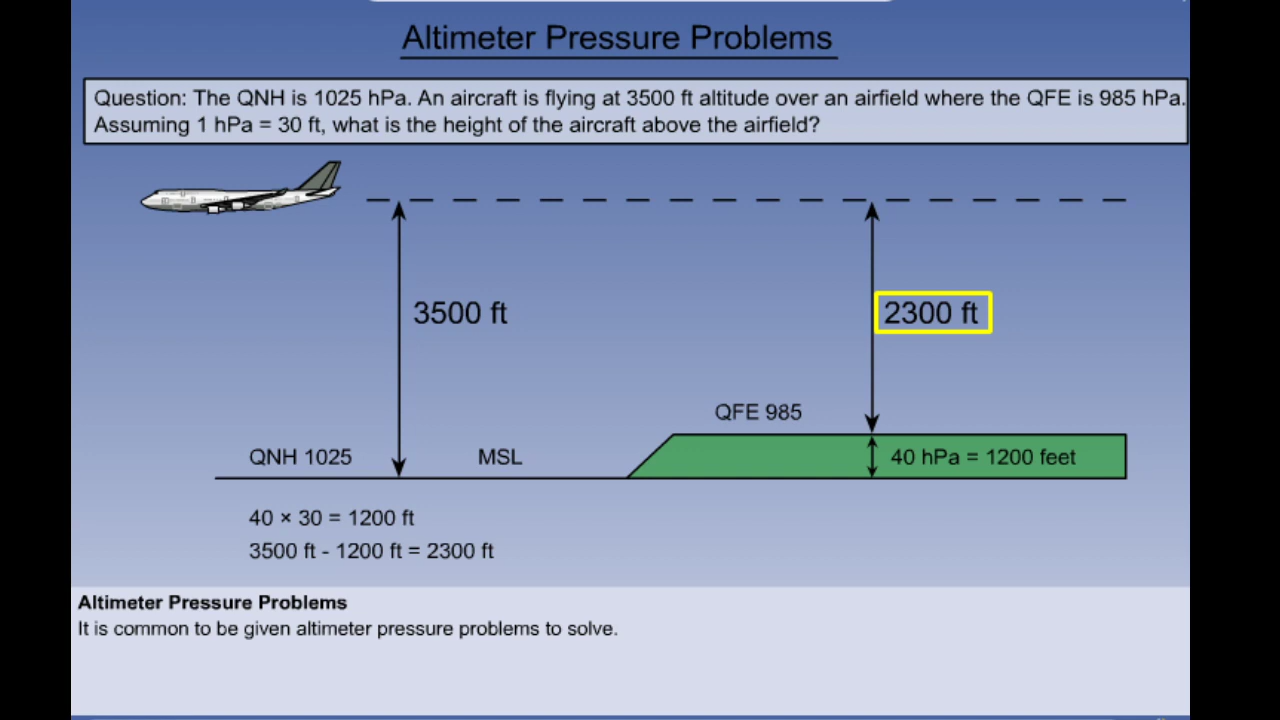 Altimeter Pressure Problems
Question: The QNH is 1025 hPa. An aircraft is flying at 3500 ft altitude over an airfield where the QFE is 985 hPa.
Assuming 1 hPa = 30 ft, what is the height of the aircraft above the airfield?
3500 ft
2300 ft
QFE 985
QNH 1025
MSL
40 hPa = 1200 feet
40 × 30 = 1200 ft
3500 ft - 1200 ft = 2300 ft
Altimeter Pressure Problems
It is common to be given altimeter pressure problems to solve.